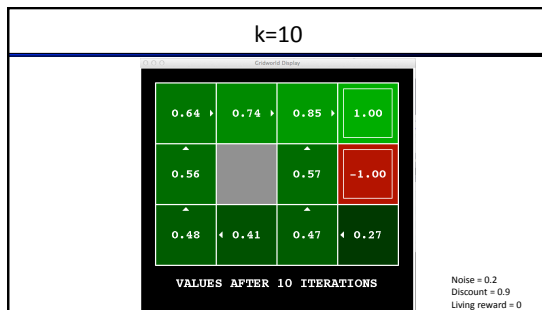 k=10
Gridworld Display
0.64 0.74 0.85 1.00
0.56 0.57 -1.00
0.48 0.41 0.47 0.27
VALUES AFTER 10 ITERATIONS
Noise = 0.2
Discount = 0.9
Living reward = 0